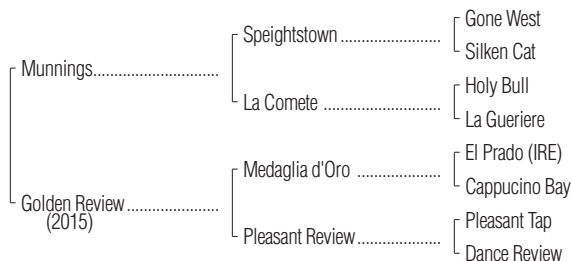 Gone West
Speightstown
Silken Cat
Munnings
Holy Bull
La Comete
La Gueriere
El Prado (IRE)
Medaglia d'Oro
Cappucino Bay
Golden Review
(2015)
Pleasant Tap
Pleasant Review
Dance Review